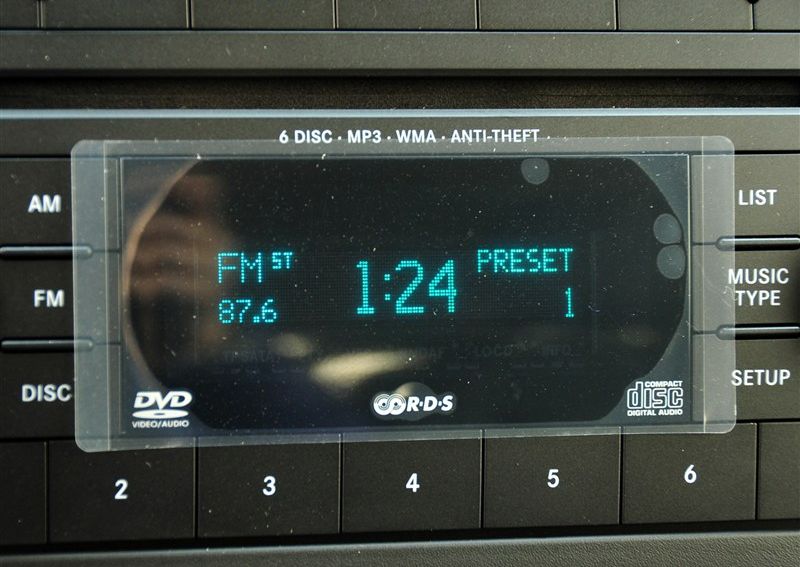 6 DISC · MP3 · WMA · ANTI-THEFT
AM
LIST
FM ST
1:24
PRESET
87.6
1
FM
MUSIC
TYPE
DISC
SETUP
DVD
VIDEO/AUDIO
R·D·S
COMPACT
disc
DIGITAL AUDIO
2
3
4
5
6